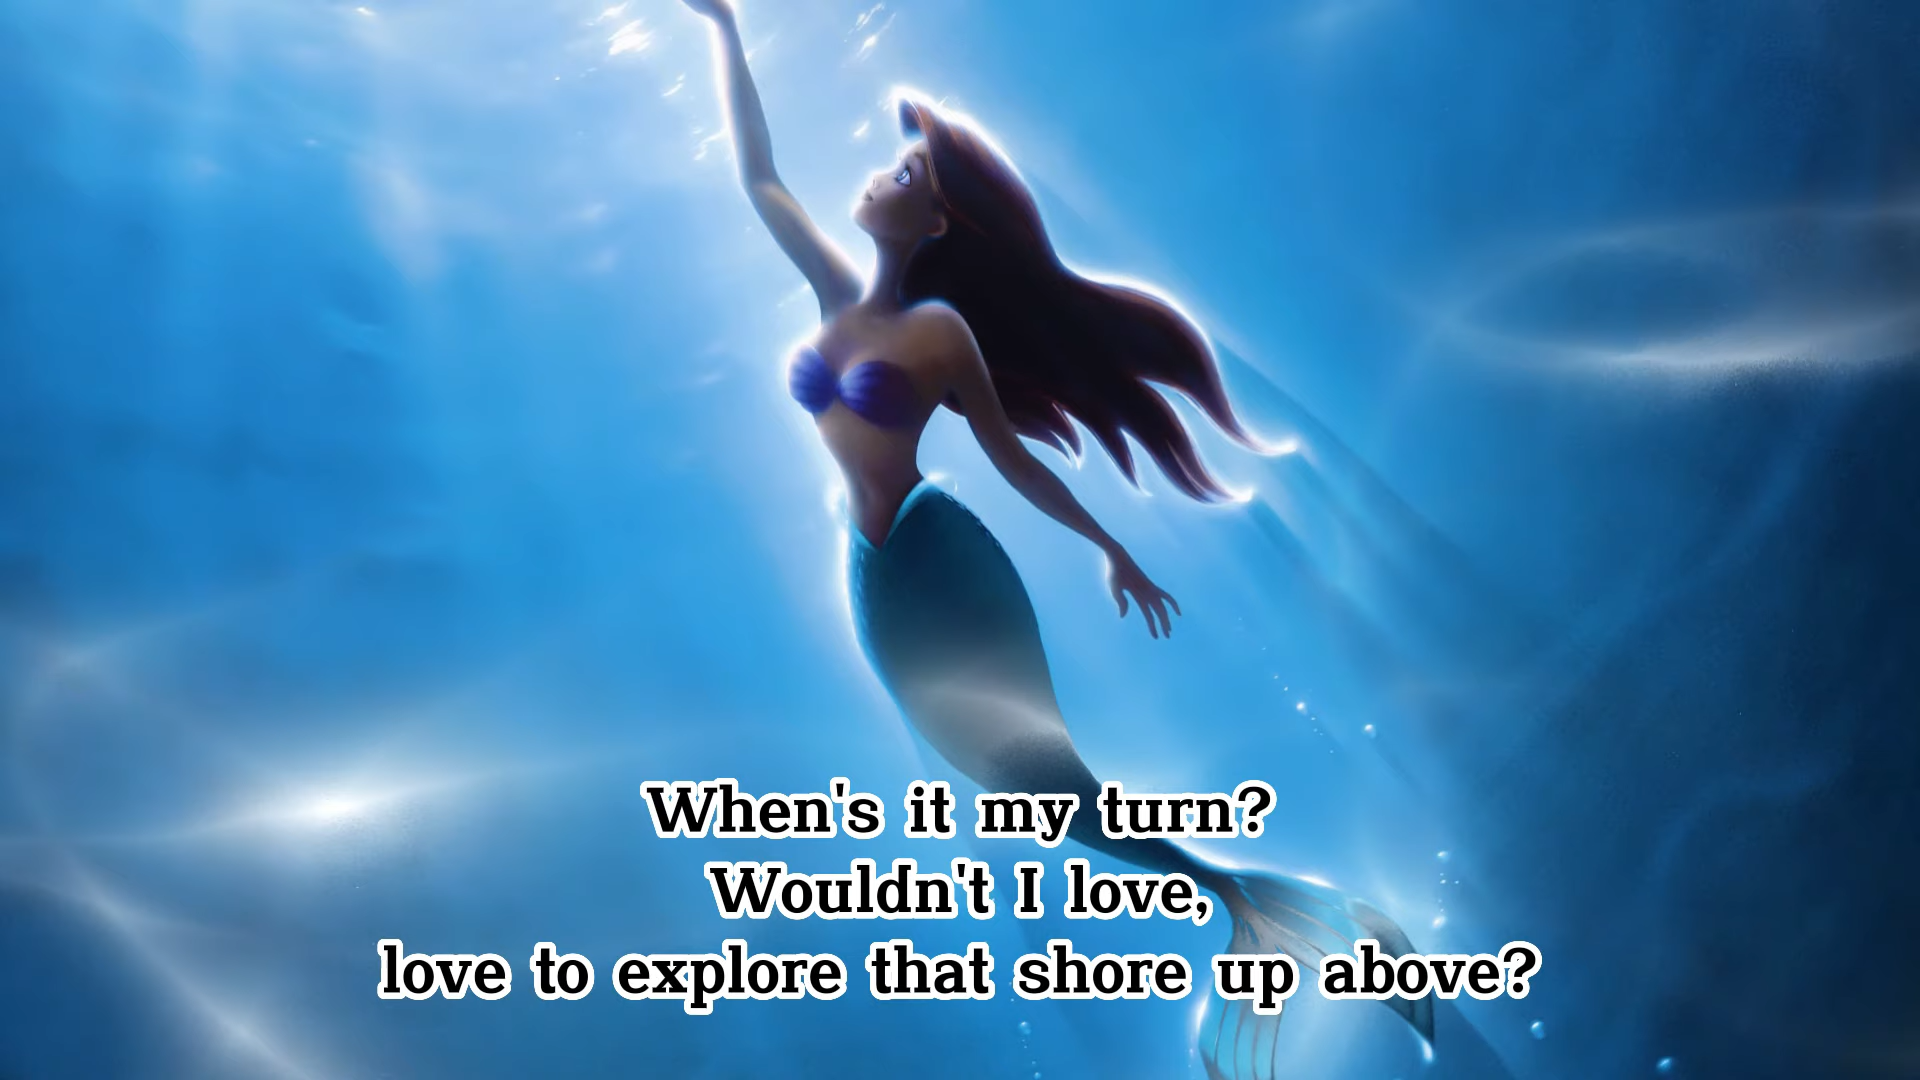 When's it my turn?
Wouldn't I love,
love to explore that shore up above?